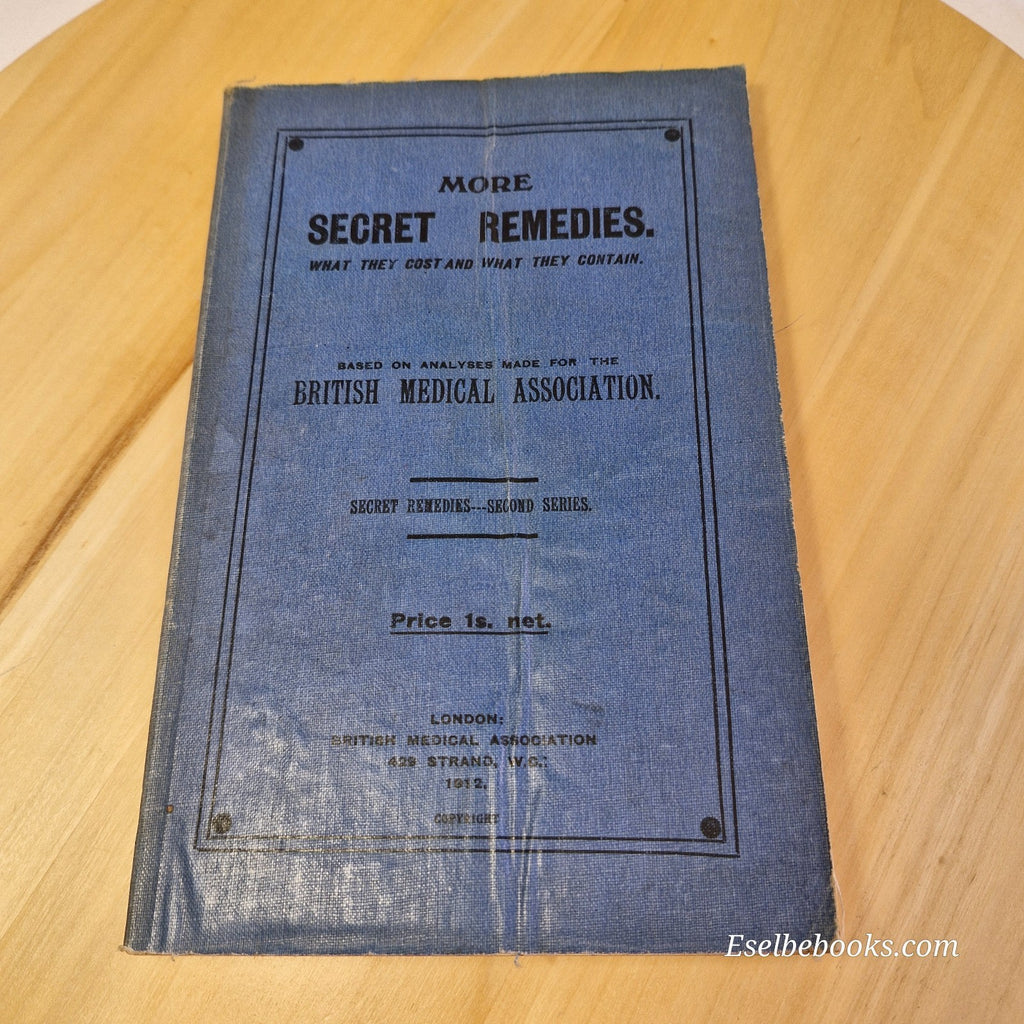 MORE
SECRET REMEDIES.
WHAT THEY COST AND WHAT THEY CONTAIN.
BASED ON ANALYSES MADE FOR THE
BRITISH MEDICAL ASSOCIATION.
SECRET REMEDIES---SECOND SERIES.
Price 1s. net.
LONDON:
BRITISH MEDICAL ASSOCIATION
429 STRAND, W.C.:
1912.
COPYRIGHT
Eselbebooks.com